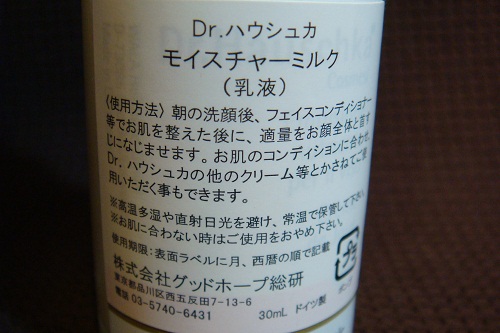 Dr.ハウシュカ
モイスチャーミルク
(乳液)
〈使用方法〉朝の洗顔後、フェイスコンディショナー
等でお肌を整えた後に、適量をお顔全体と首す
じになじませます。お肌のコンディションに合わせ、
Dr.ハウシュカの他のクリーム等とかさねてご使
用いただく事もできます。
※高温多湿や直射日光を避け、常温で保管して下さい。
※お肌に合わない時はご使用をおやめ下さい。
使用期限:表面ラベルに月、西暦の順で記載
株式会社グッドホープ総研
東京都品川区西五反田7-13-6
電話 03-5740-6431
30mL ドイツ製
プラ